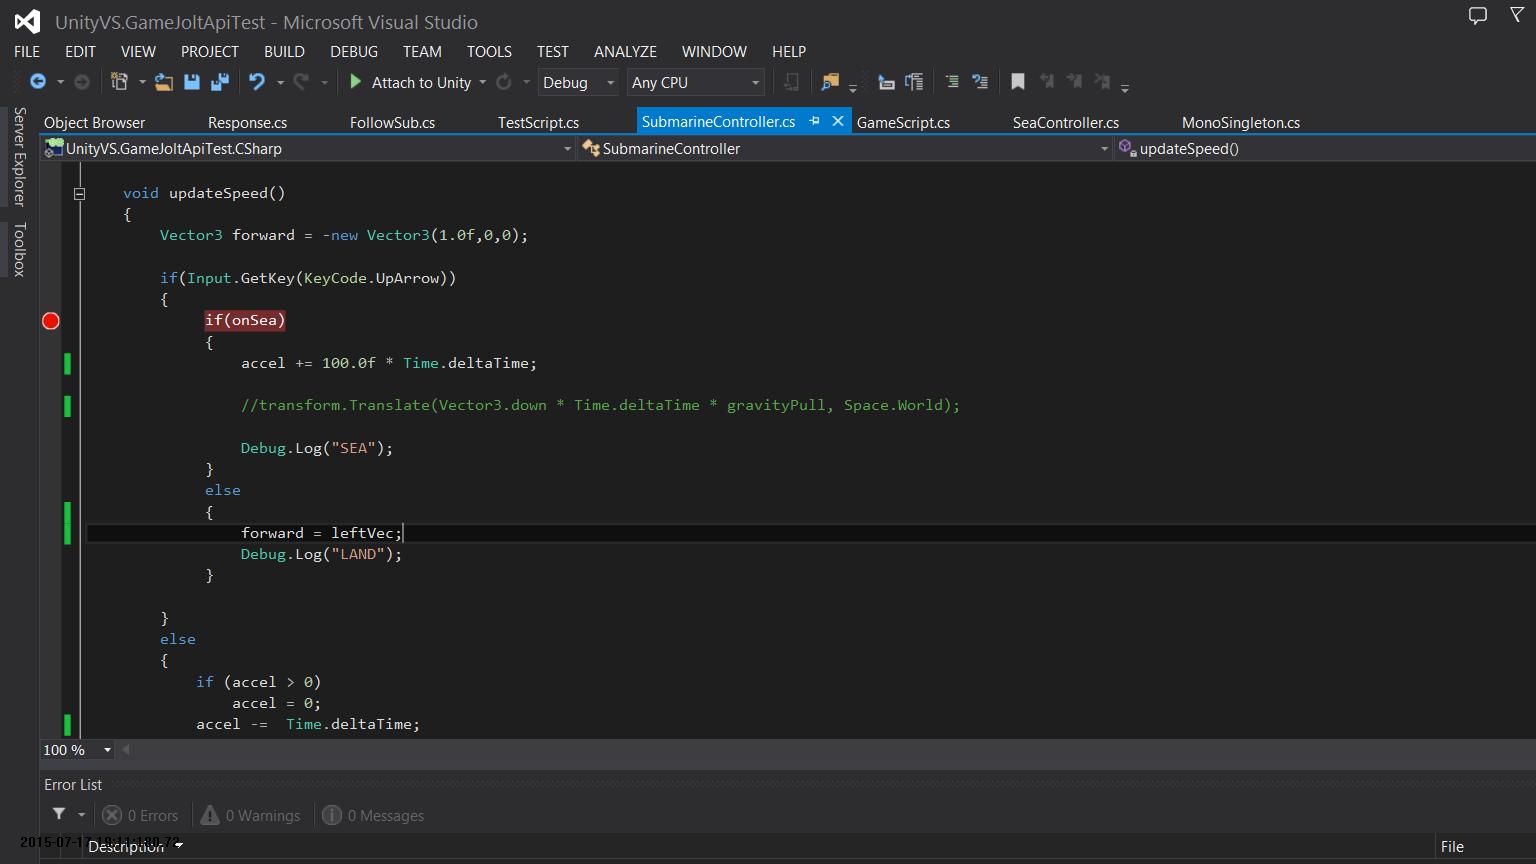 UnityVS.GameJoltApiTest - Microsoft Visual Studio
FILE EDIT VIEW PROJECT BUILD DEBUG TEAM TOOLS TEST ANALYZE WINDOW HELP
Attach to Unity Debug Any CPU
Server Explorer
Toolbox
Object Browser Response.cs FollowSub.cs TestScript.cs SubmarineController.cs GameScript.cs SeaController.cs MonoSingleton.cs
UnityVS.GameJoltApiTest.CSharp SubmarineController updateSpeed()
void updateSpeed()
{
Vector3 forward = -new Vector3(1.0f,0,0);
if(Input.GetKey(KeyCode.UpArrow))
{
if(onSea)
{
accel += 100.0f * Time.deltaTime;
//transform.Translate(Vector3.down * Time.deltaTime * gravityPull, Space.World);
Debug.Log("SEA");
}
else
{
forward = leftVec;
Debug.Log("LAND");
}
}
else
{
if (accel > 0)
accel = 0;
accel -= Time.deltaTime;
100 %
Error List
0 Errors 0 Warnings 0 Messages
Description File